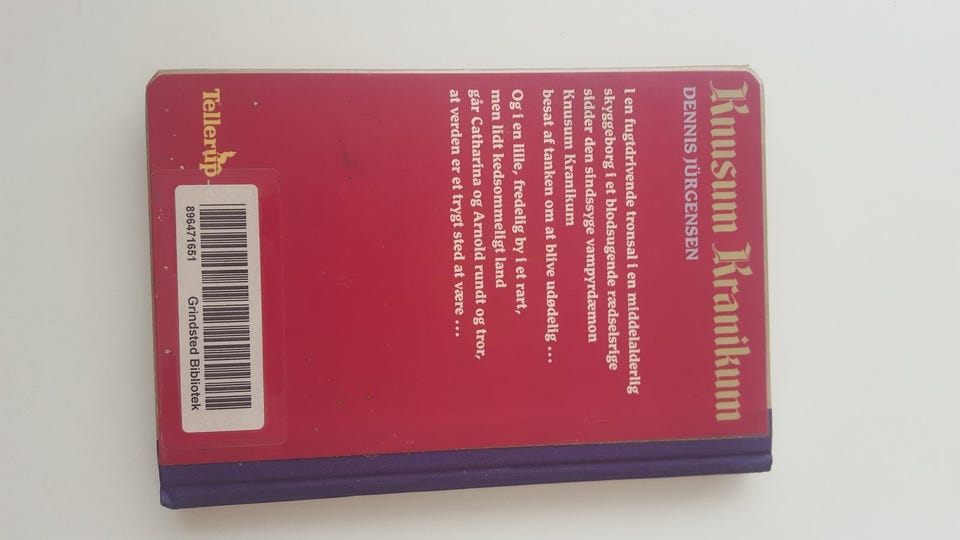 Knusum Kranikum
DENNIS JÜRGENSEN
I en fugtdrivende tronsal i en middelalderlig
skyggeborg i et blodsugende rædselsrige
sidder den sindssyge vampyrdæmon
Knusum Kranikum
besat af tanken om at blive udødelig ...
Og i en lille, fredelig by i et rart,
men lidt kedsommeligt land
går Catharina og Arnold rundt og tror,
at verden er et trygt sted at være ...
Tellerup
896471651
Grindsted Bibliotek